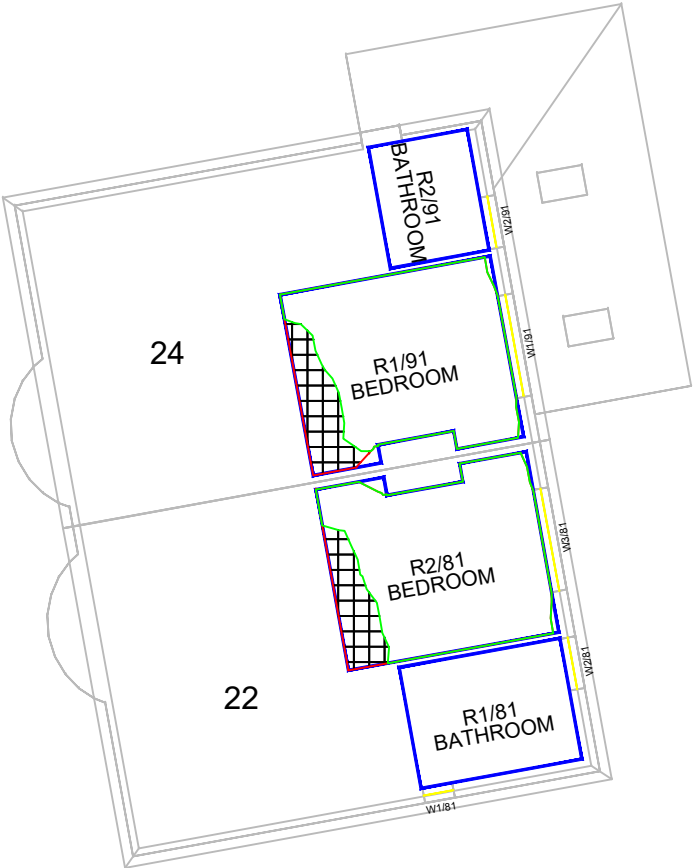 R2/91
BATHROOM
W2/91
24
R1/91
BEDROOM
W1/91
R2/81
BEDROOM
W3/81
22
R1/81
BATHROOM
W2/81
W1/81